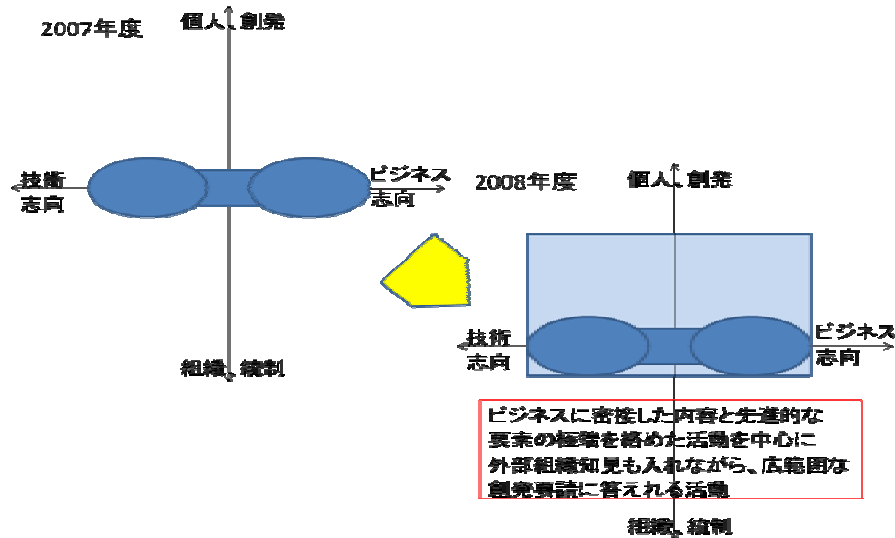 2007年度
個人、創発
技術
志向
ビジネス
志向
組織、統制
2008年度
個人、創発
技術
志向
ビジネス
志向
ビジネスに密接した内容と先進的な
要素の極端を絡めた活動を中心に
外部組織知見も入れながら、広範囲な
創発要請に答えれる活動
組織、統制